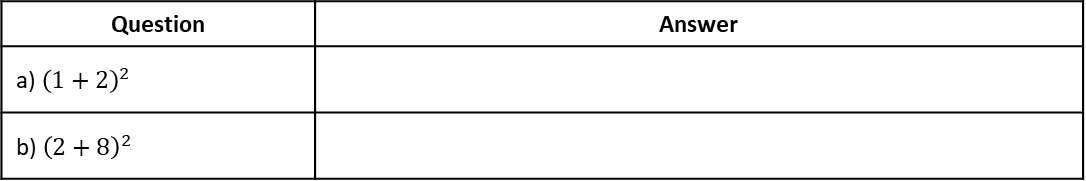 Question Answer
a) (1 + 2)²
b) (2 + 8)²